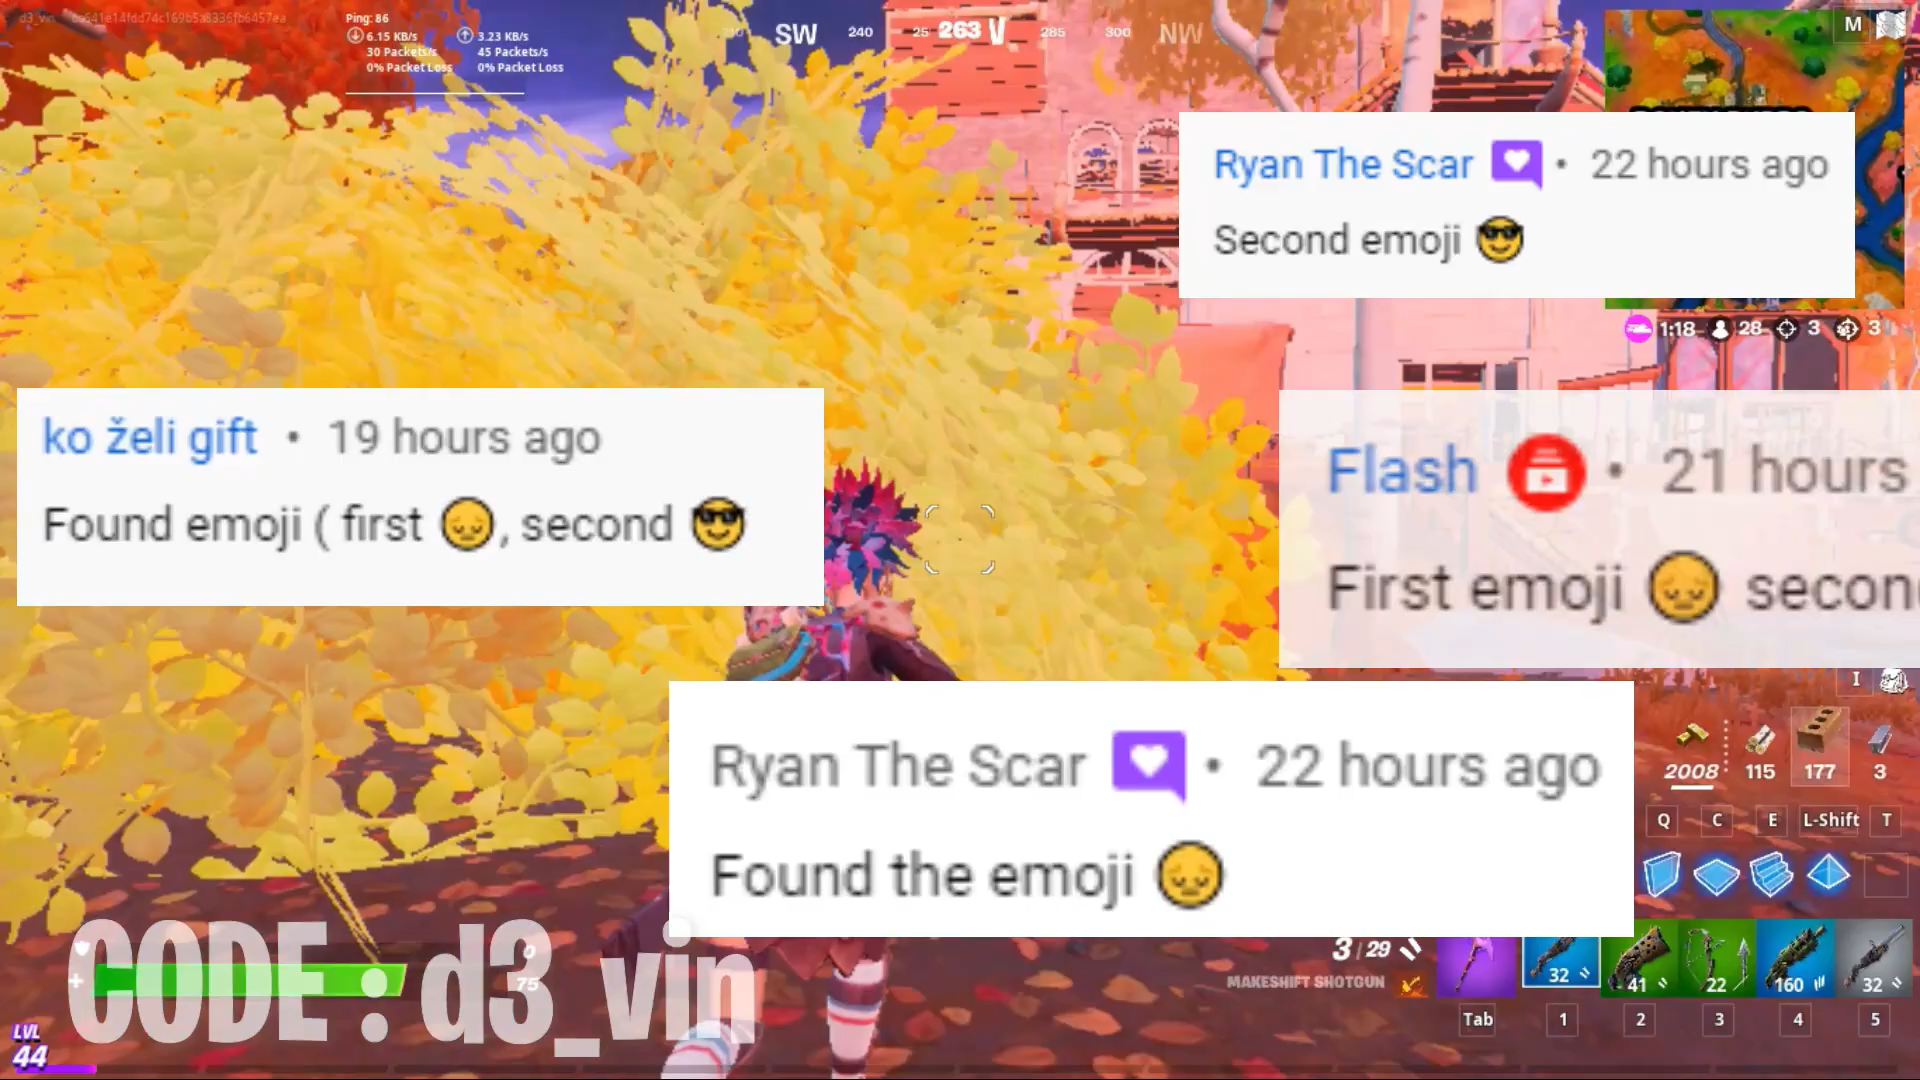 d3_vin
Ping: 86
6.15 KB/s 3.23 KB/s
30 Packets/s 45 Packets/s
0% Packet Loss 0% Packet Loss
SW 240 25 263 285 300 NW
M
Ryan The Scar • 22 hours ago
Second emoji 😎
1:18 28 3 3
ko želi gift • 19 hours ago
Found emoji ( first 😞, second 😎
Flash • 21 hours
First emoji 😞 secon
I
Ryan The Scar • 22 hours ago
Found the emoji 😞
2008 115 177 3
Q C E L-Shift T
CODE : d3_vin
0
75
3 / 29
MAKESHIFT SHOTGUN
32 41 22 160 32
Tab 1 2 3 4 5
LVL
44